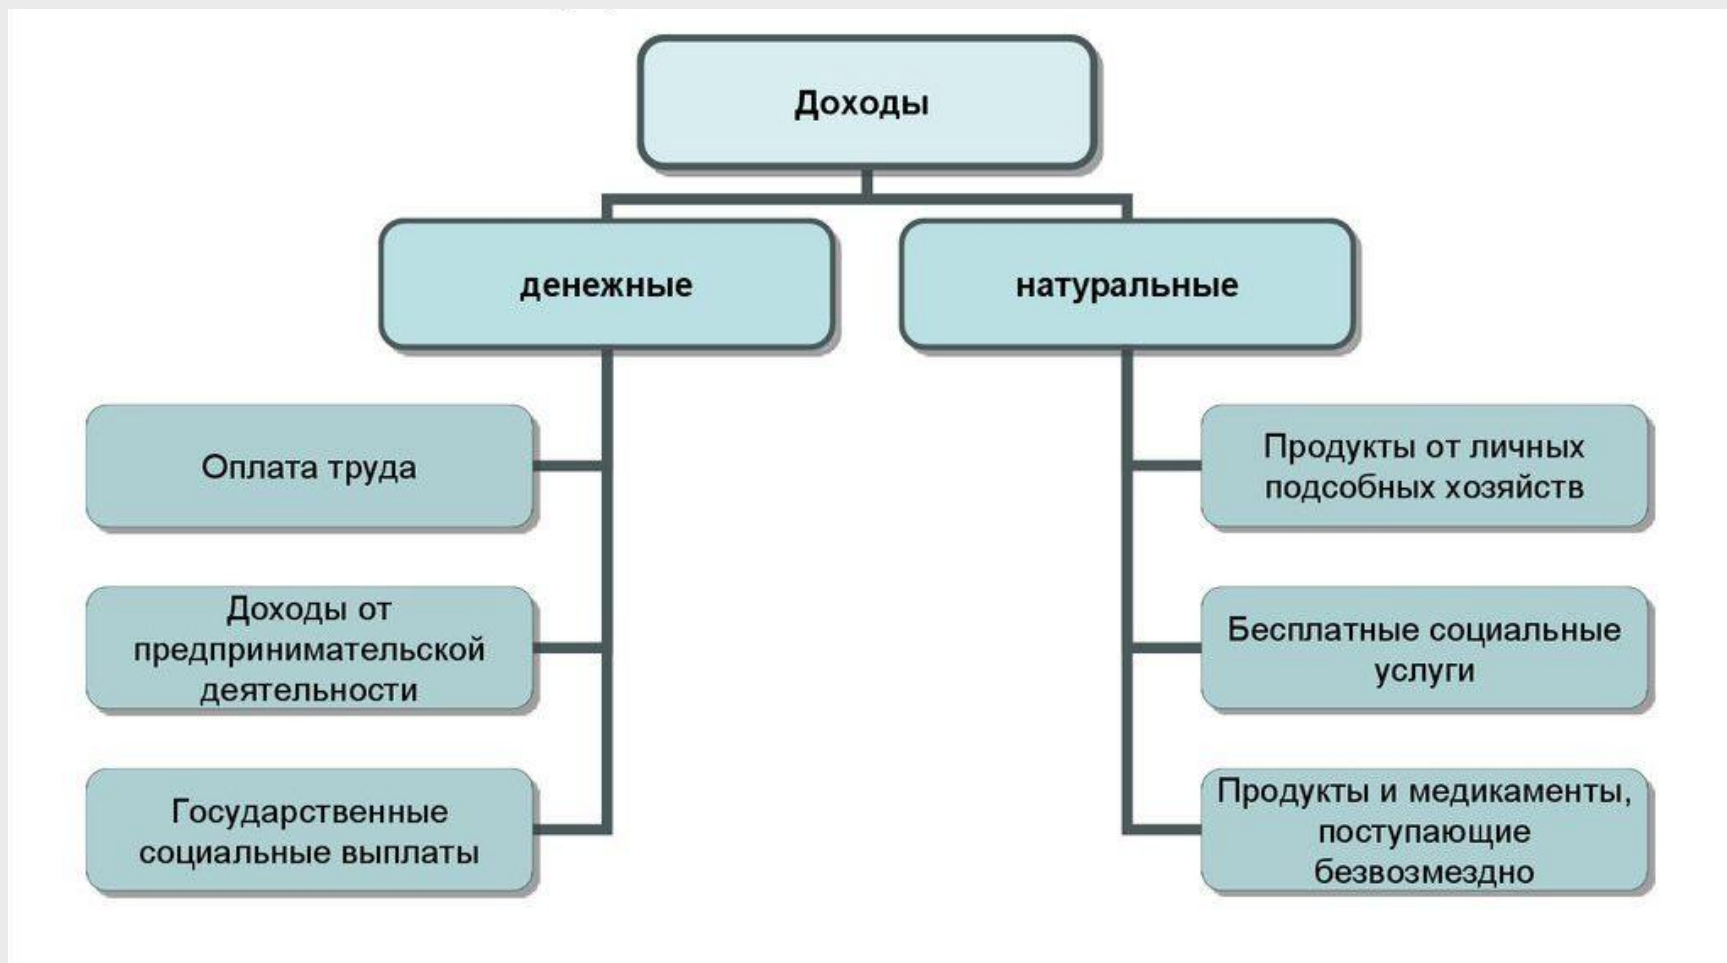 Доходы
денежные
натуральные
Оплата труда
Доходы от
предпринимательской
деятельности
Государственные
социальные выплаты
Продукты от личных
подсобных хозяйств
Бесплатные социальные
услуги
Продукты и медикаменты,
поступающие
безвозмездно